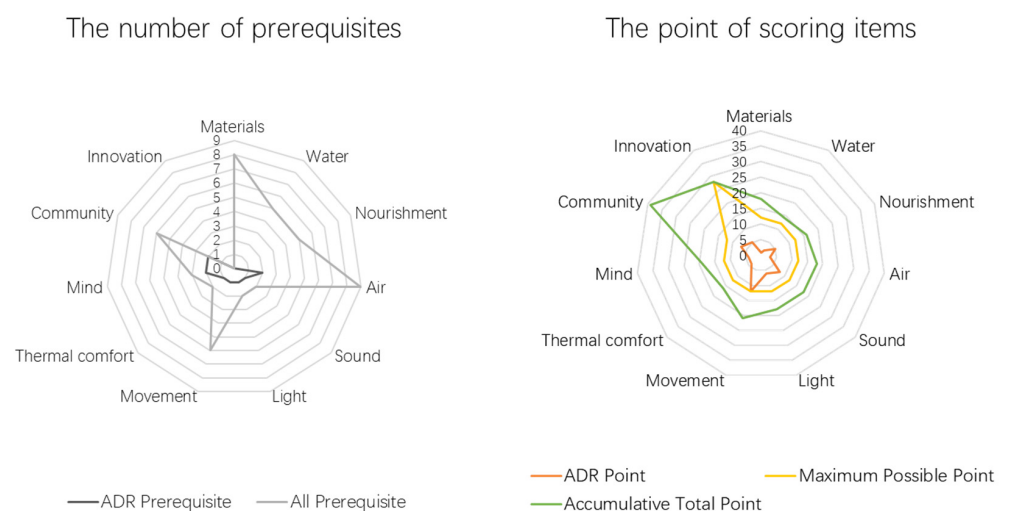 The number of prerequisites
Materials
9
8
7
6
5
4
3
2
1
0
Innovation
Water
Community
Nourishment
Mind
Air
Thermal comfort
Sound
Movement
Light
ADR Prerequisite
All Prerequisite
The point of scoring items
Materials
40
35
30
25
20
15
10
5
0
Innovation
Water
Community
Nourishment
Mind
Air
Thermal comfort
Sound
Movement
Light
ADR Point
Maximum Possible Point
Accumulative Total Point